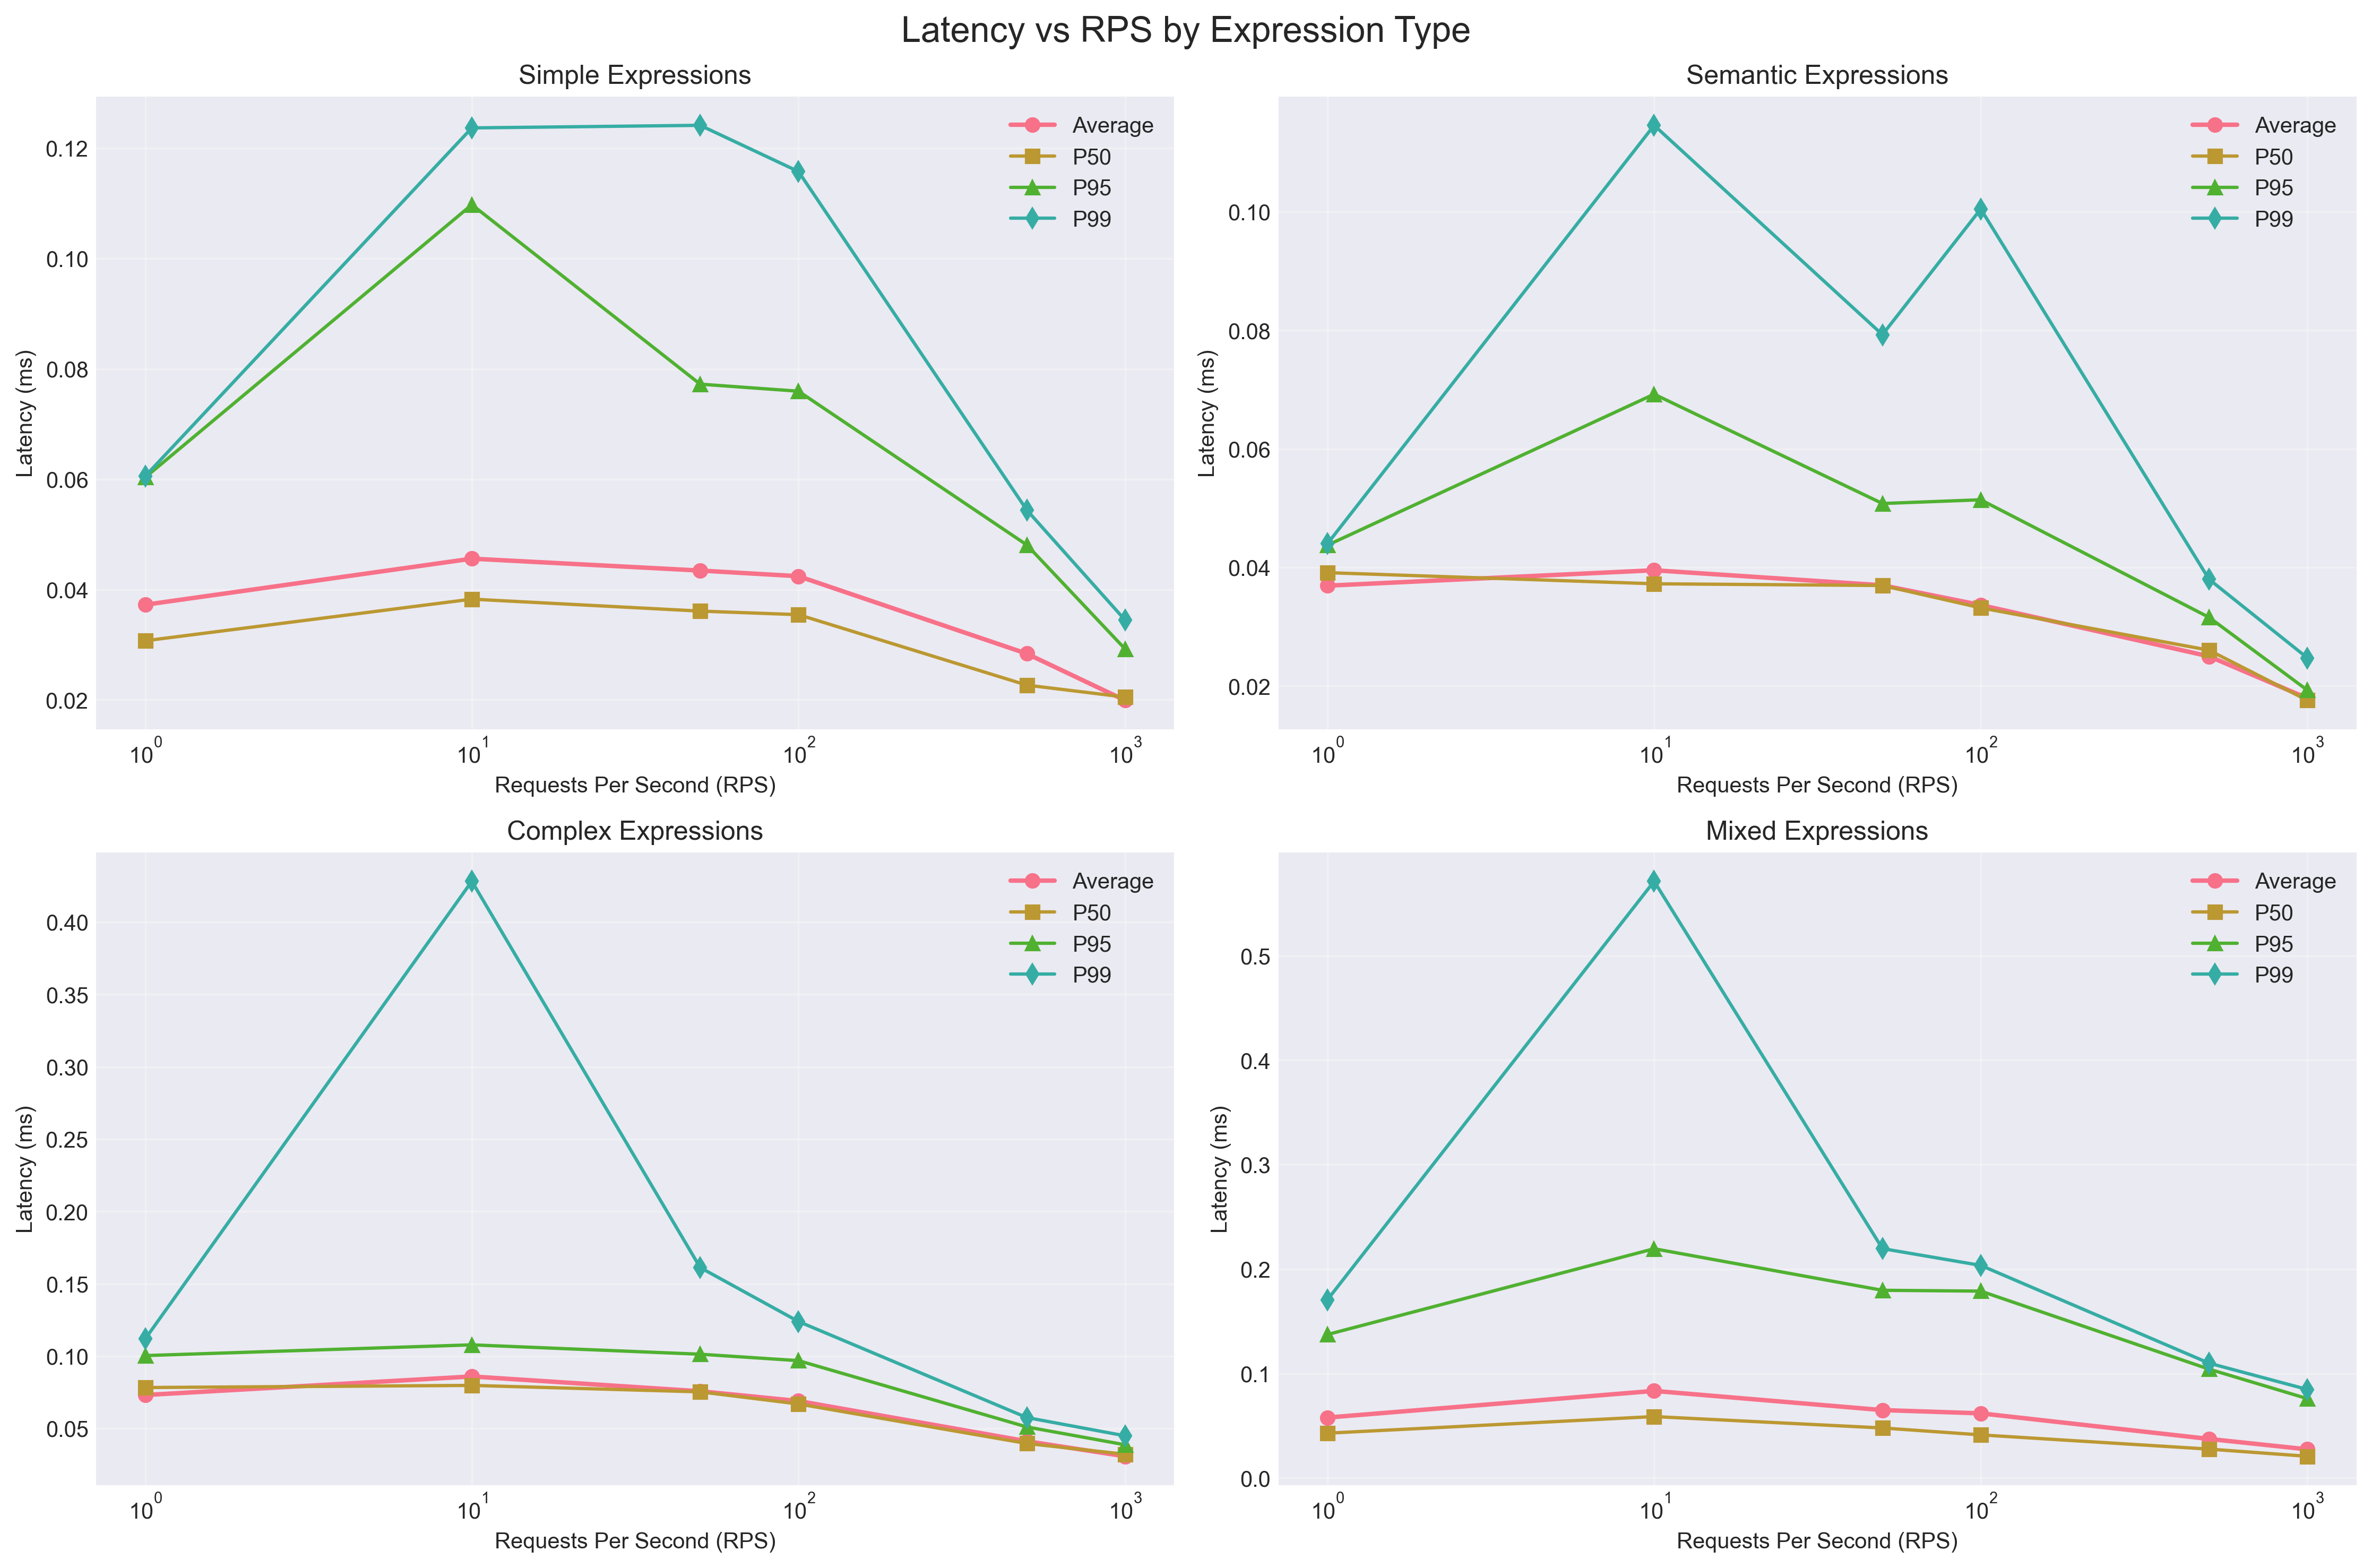 Latency vs RPS by Expression Type
Simple Expressions
Latency (ms)
0.12
0.10
0.08
0.06
0.04
0.02
10^0
10^1
10^2
10^3
Requests Per Second (RPS)
Average
P50
P95
P99
Semantic Expressions
Latency (ms)
0.10
0.08
0.06
0.04
0.02
10^0
10^1
10^2
10^3
Requests Per Second (RPS)
Average
P50
P95
P99
Complex Expressions
Latency (ms)
0.40
0.35
0.30
0.25
0.20
0.15
0.10
0.05
10^0
10^1
10^2
10^3
Requests Per Second (RPS)
Average
P50
P95
P99
Mixed Expressions
Latency (ms)
0.5
0.4
0.3
0.2
0.1
0.0
10^0
10^1
10^2
10^3
Requests Per Second (RPS)
Average
P50
P95
P99